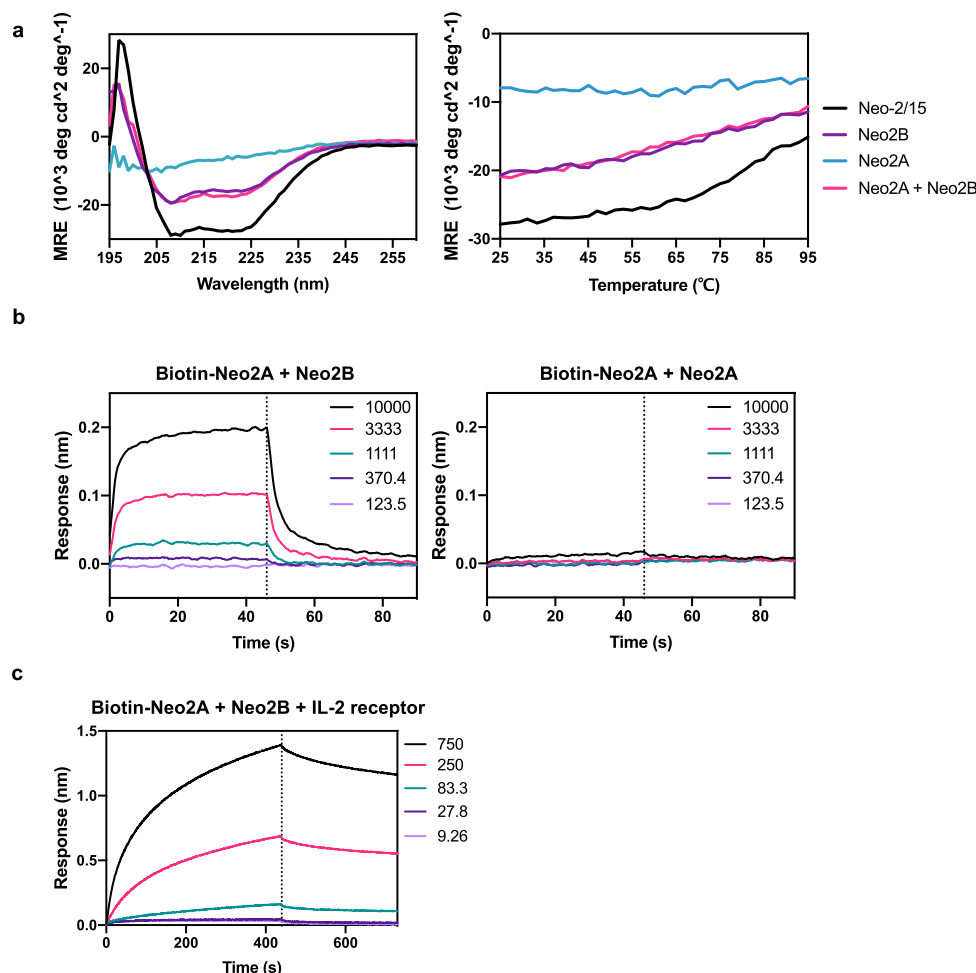 a
MRE (10^3 deg cd^2 deg^-1)
20
0
-20
195 205 215 225 235 245 255
Wavelength (nm)
MRE (10^3 deg cd^2 deg^-1)
0
-10
-20
-30
25 35 45 55 65 75 85 95
Temperature (℃)
Neo-2/15
Neo2B
Neo2A
Neo2A + Neo2B
b
Biotin-Neo2A + Neo2B
Response (nm)
0.2
0.1
0.0
0 20 40 60 80
Time (s)
10000
3333
1111
370.4
123.5
Biotin-Neo2A + Neo2A
Response (nm)
0.2
0.1
0.0
0 20 40 60 80
Time (s)
10000
3333
1111
370.4
123.5
c
Biotin-Neo2A + Neo2B + IL-2 receptor
Response (nm)
1.5
1.0
0.5
0.0
0 200 400 600
Time (s)
750
250
83.3
27.8
9.26